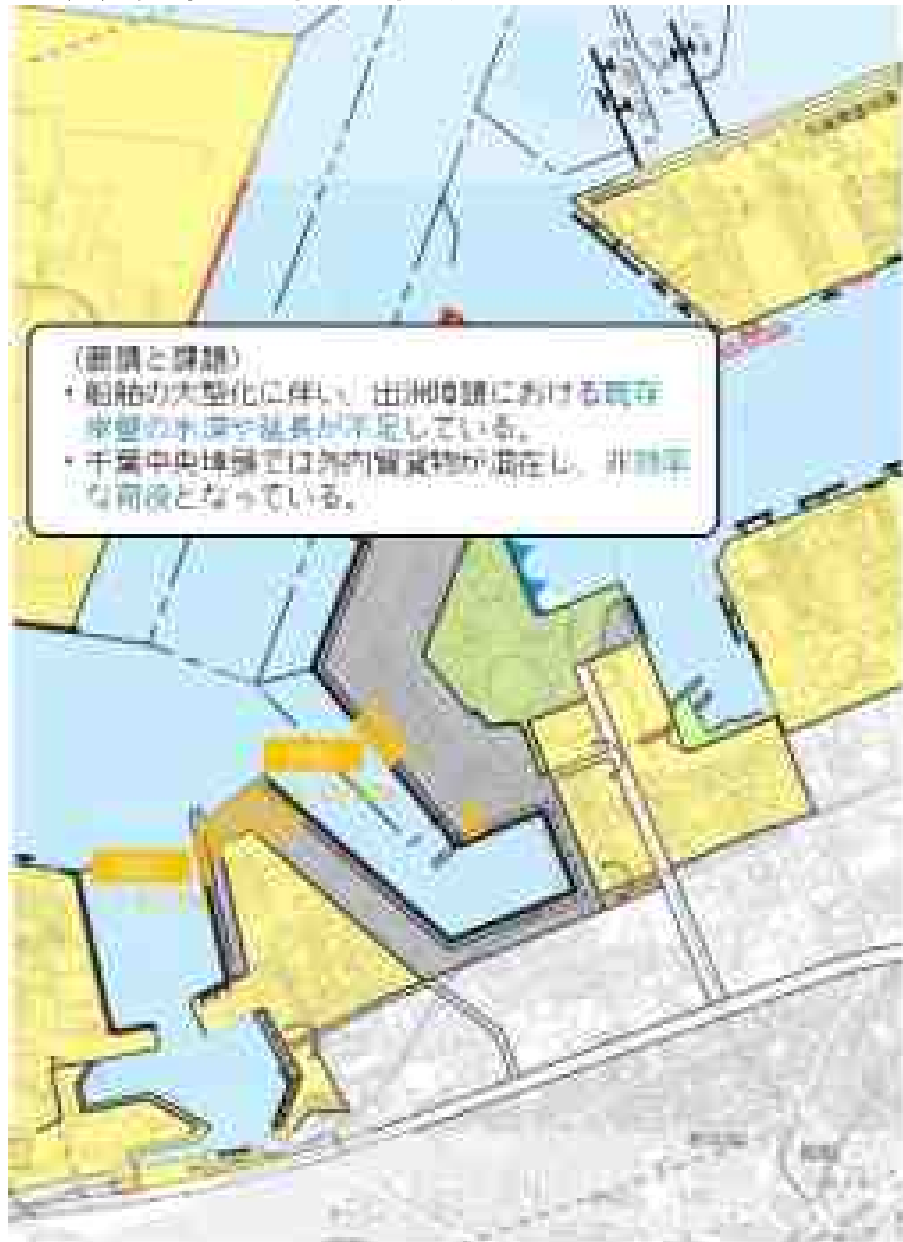 (要請と課題)
・船舶の大型化に伴い、出洲埠頭における既存
岸壁の水深や延長が不足している。
・千葉中央埠頭では外内貿貨物が混在し、非効率
な荷役となっている。